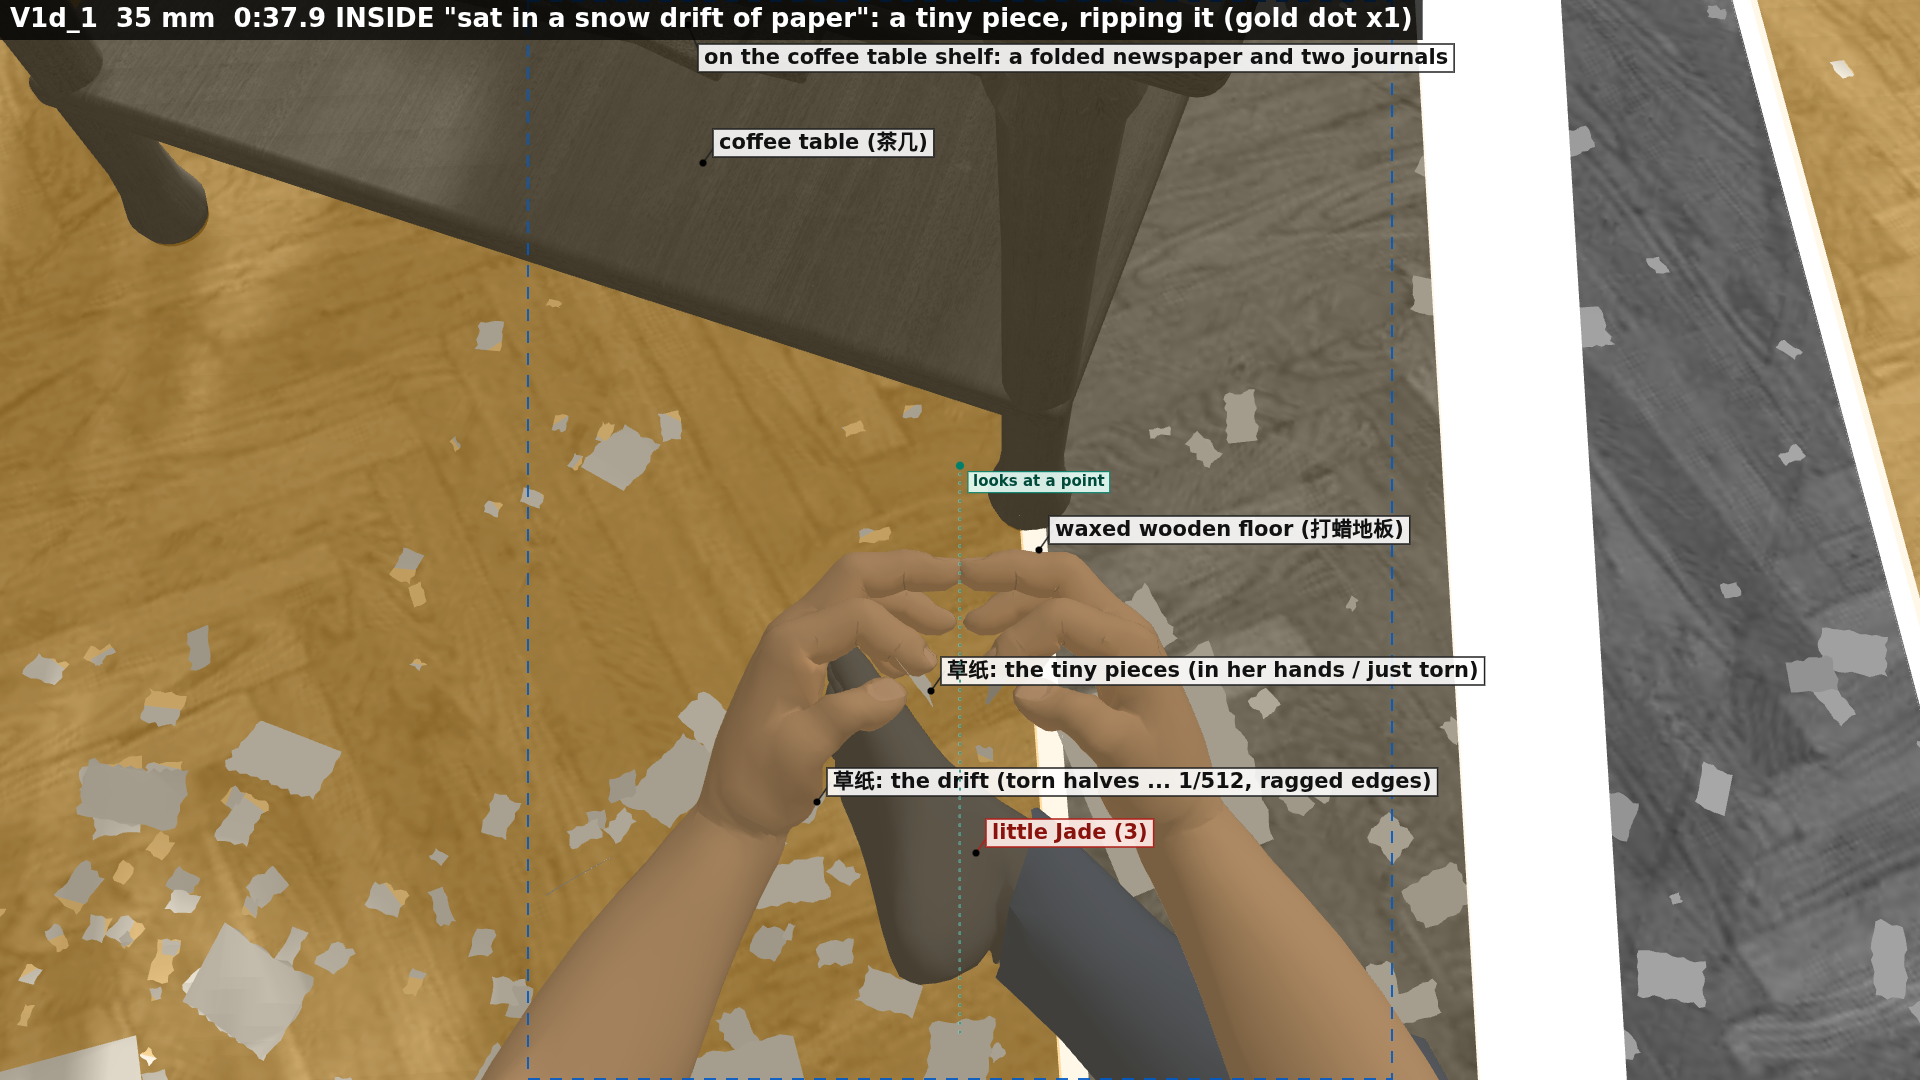 V1d_1  35 mm  0:37.9 INSIDE "sat in a snow drift of paper": a tiny piece, ripping it (gold dot x1)
on the coffee table shelf: a folded newspaper and two journals
coffee table (茶几)
looks at a point
waxed wooden floor (打蜡地板)
草纸: the tiny pieces (in her hands / just torn)
草纸: the drift (torn halves ... 1/512, ragged edges)
little Jade (3)